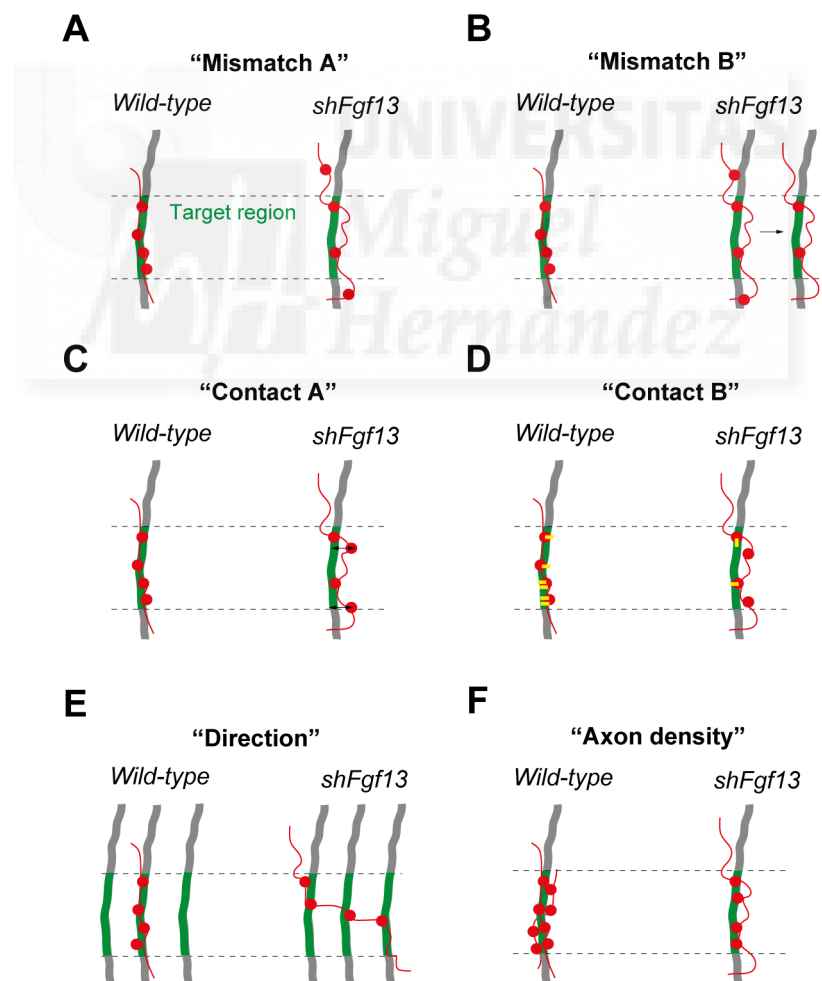 A
B
“Mismatch A”
“Mismatch B”
Wild-type
shFgf13
Wild-type
shFgf13
UNIVERSITAS
Target region
Miguel
Hernández
C
D
“Contact A”
“Contact B”
Wild-type
shFgf13
Wild-type
shFgf13
E
F
“Direction”
“Axon density”
Wild-type
shFgf13
Wild-type
shFgf13